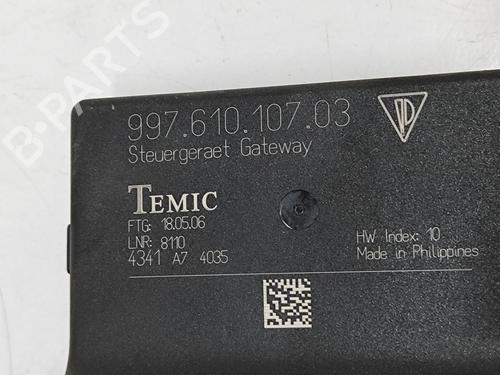 B-PARTS
997.610.107.03
Steuergeraet Gateway
TEMIC
FTG: 18.05.06
LNR: 8110
4341 A7 4035
HW Index: 10
Made in Philippines